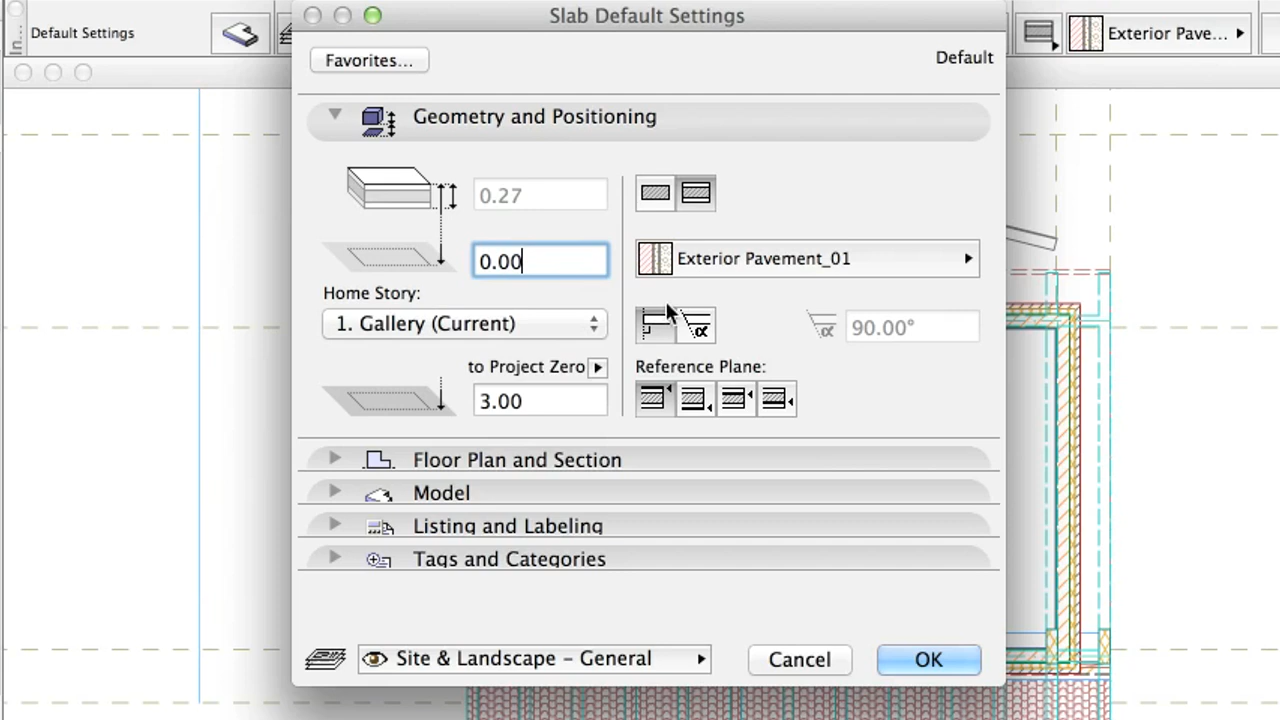 Slab Default Settings
Default Settings
Exterior Pave...
Favorites...
Default
Geometry and Positioning
0.27
0.00
Exterior Pavement_01
Home Story:
1. Gallery (Current)
α
α
90.00°
to Project Zero
Reference Plane:
3.00
Floor Plan and Section
Model
Listing and Labeling
Tags and Categories
Site & Landscape – General
Cancel
OK